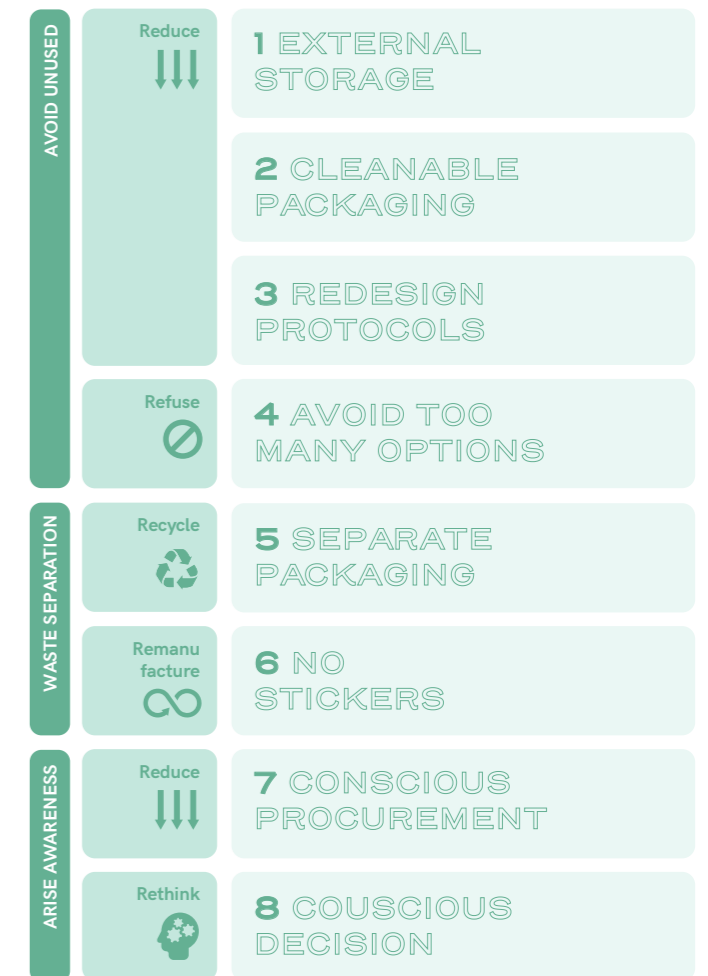 AVOID UNUSED
Reduce
1 EXTERNAL
STORAGE
2 CLEANABLE
PACKAGING
3 REDESIGN
PROTOCOLS
Refuse
4 AVOID TOO
MANY OPTIONS
WASTE SEPARATION
Recycle
5 SEPARATE
PACKAGING
Remanu
facture
6 NO
STICKERS
ARISE AWARENESS
Reduce
7 CONSCIOUS
PROCUREMENT
Rethink
8 COUSCIOUS
DECISION